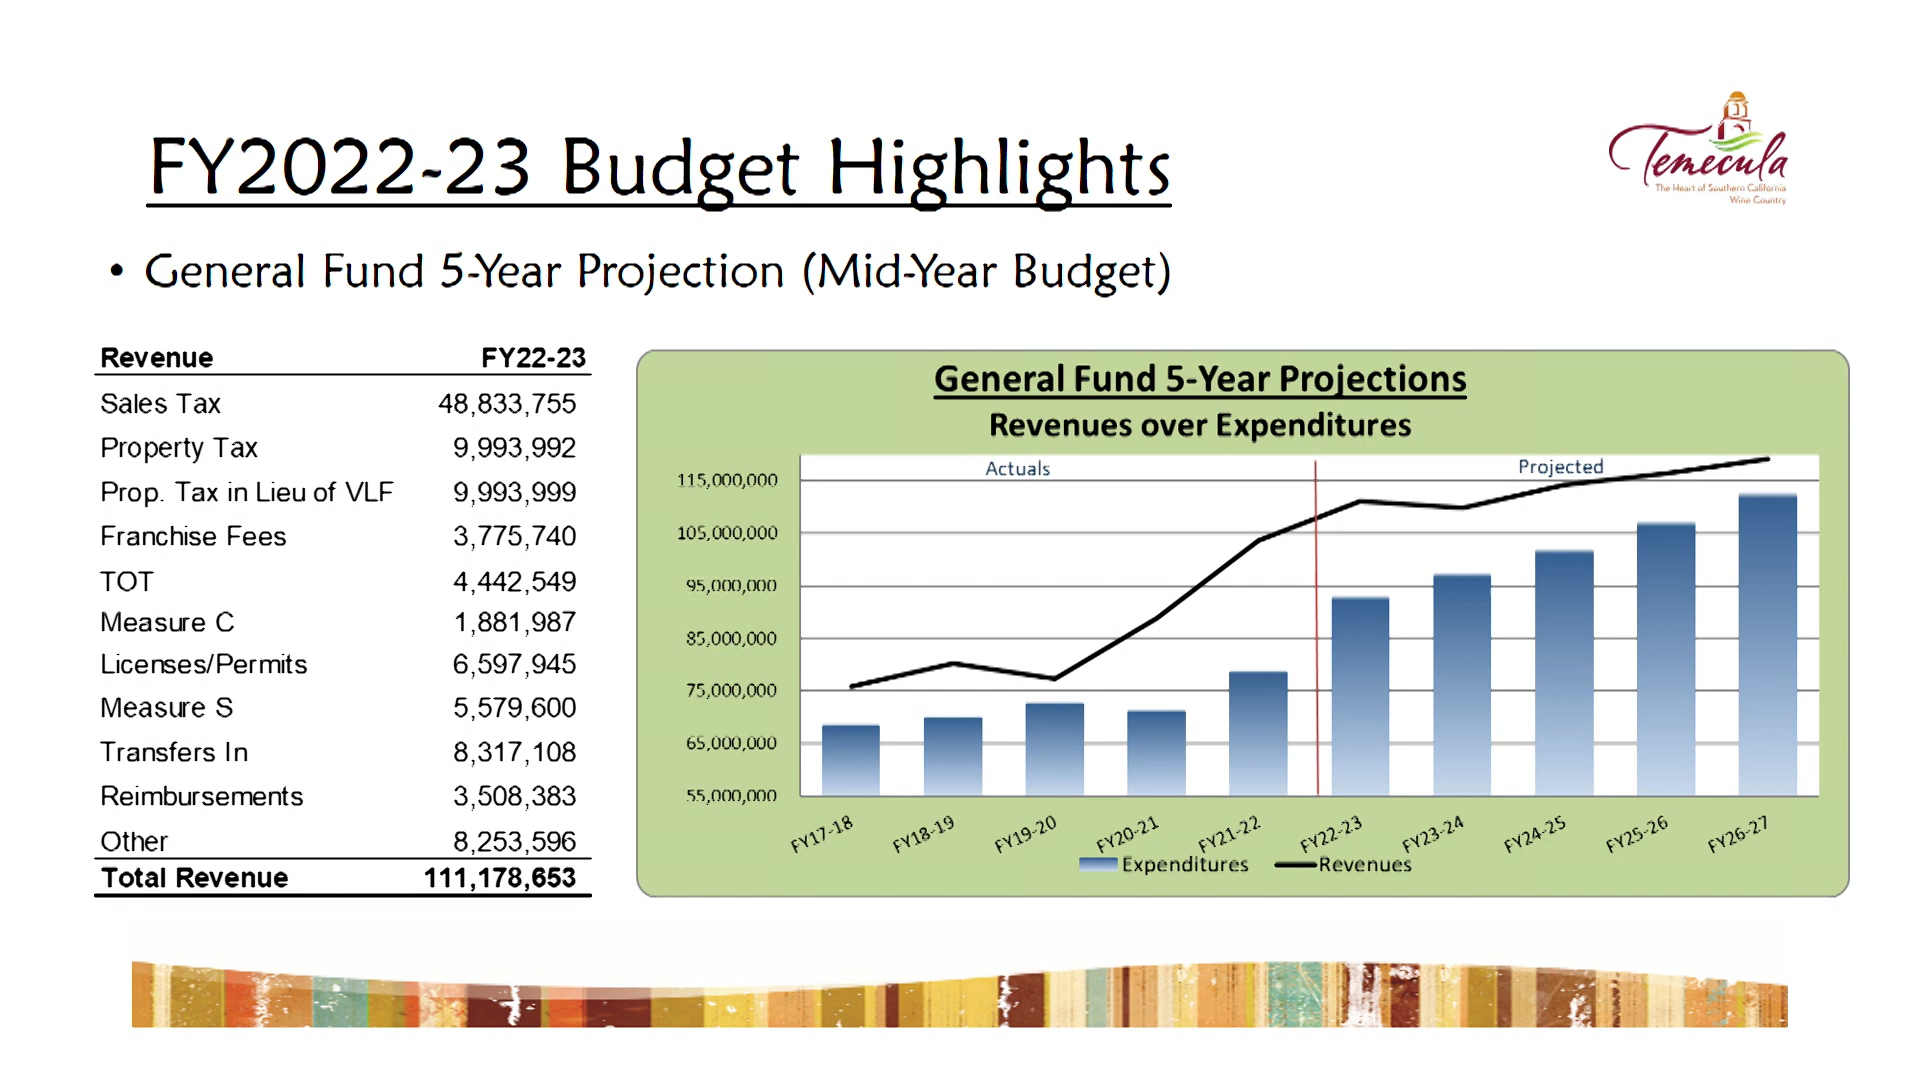 FY2022-23 Budget Highlights
Temecula
The Heart of Southern California
Wine Country
• General Fund 5-Year Projection (Mid-Year Budget)
Revenue FY22-23
Sales Tax 48,833,755
Property Tax 9,993,992
Prop. Tax in Lieu of VLF 9,993,999
Franchise Fees 3,775,740
TOT 4,442,549
Measure C 1,881,987
Licenses/Permits 6,597,945
Measure S 5,579,600
Transfers In 8,317,108
Reimbursements 3,508,383
Other 8,253,596
Total Revenue 111,178,653
General Fund 5-Year Projections
Revenues over Expenditures
Actuals Projected
115,000,000
105,000,000
95,000,000
85,000,000
75,000,000
65,000,000
55,000,000
FY17-18 FY18-19 FY19-20 FY20-21 FY21-22 FY22-23 FY23-24 FY24-25 FY25-26 FY26-27
Expenditures Revenues